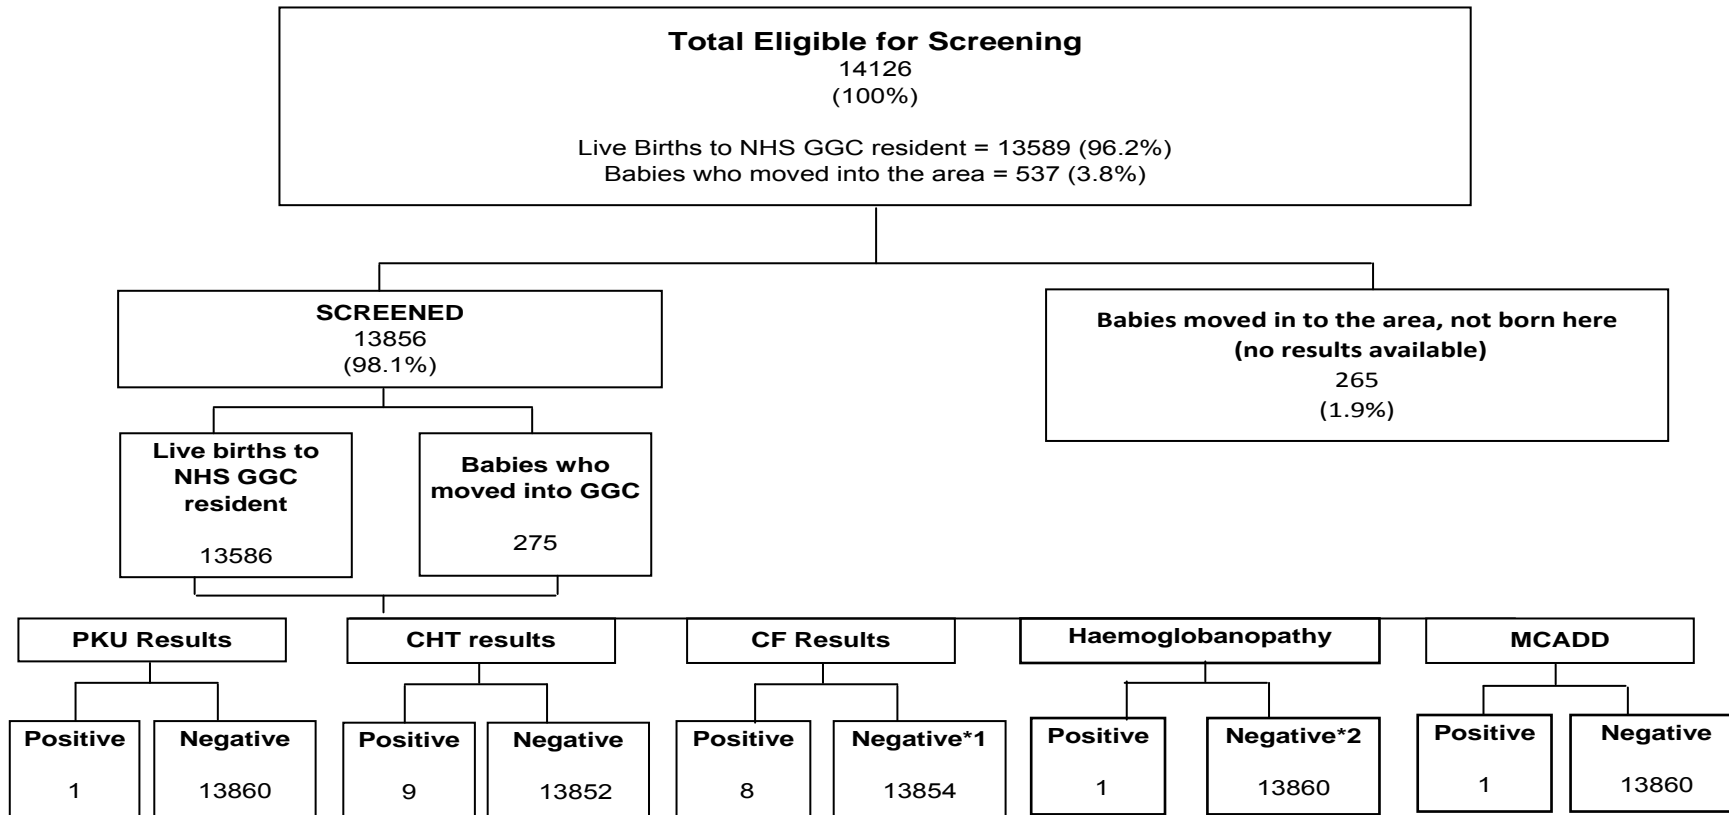 Total Eligible for Screening
14126
(100%)
Live Births to NHS GGC resident = 13589 (96.2%)
Babies who moved into the area = 537 (3.8%)
SCREENED
13856
(98.1%)
Babies moved in to the area, not born here
(no results available)
265
(1.9%)
Live births to
NHS GGC
resident
13586
Babies who
moved into GGC
275
PKU Results
CHT results
CF Results
Haemoglobanopathy
MCADD
Positive
1
Negative
13860
Positive
9
Negative
13852
Positive
8
Negative*1
13854
Positive
1
Negative*2
13860
Positive
1
Negative
13860